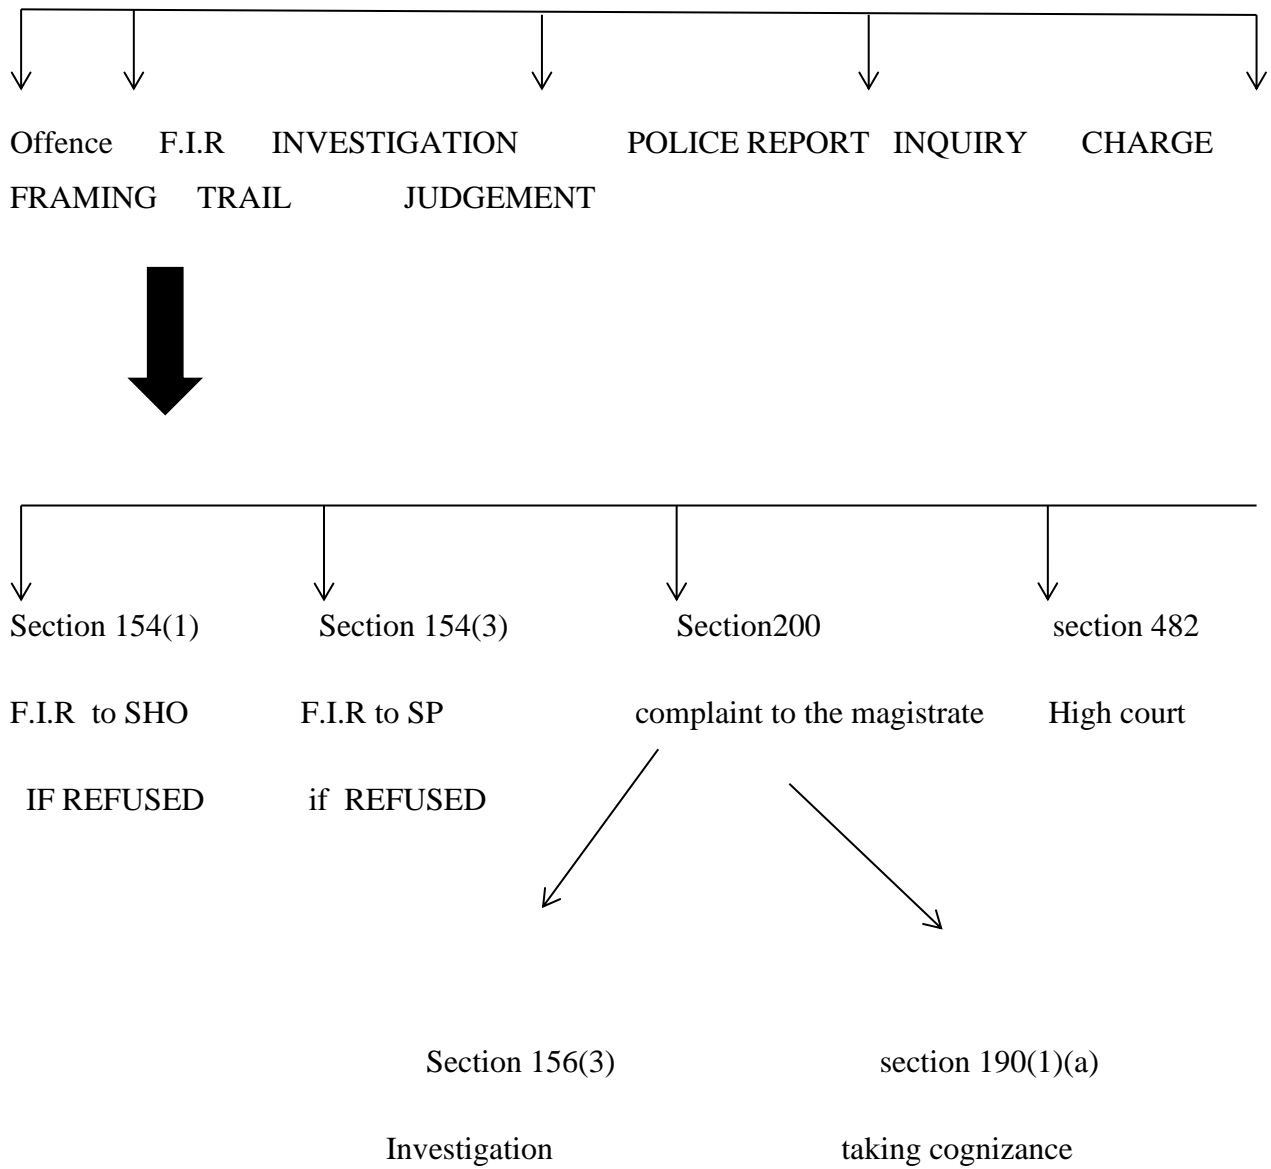 Offence F.I.R INVESTIGATION POLICE REPORT INQUIRY CHARGE
FRAMING TRAIL JUDGEMENT
Section 154(1) Section 154(3) Section200 section 482
F.I.R to SHO F.I.R to SP complaint to the magistrate High court
IF REFUSED if REFUSED
Section 156(3) section 190(1)(a)
Investigation taking cognizance